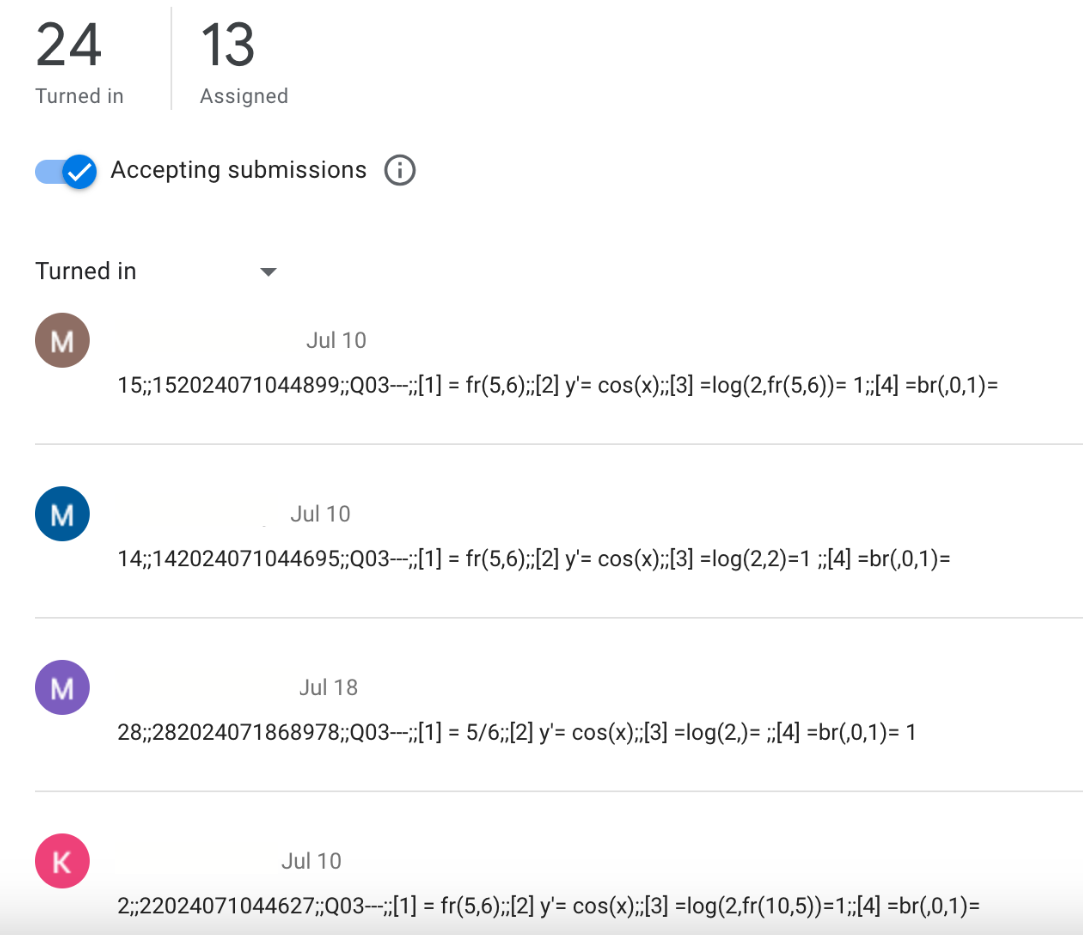 24
13
Turned in
Assigned
Accepting submissions
Turned in
M
Jul 10
15;;152024071044899;;Q03---;;[1] = fr(5,6);;[2] y'= cos(x);;[3] =log(2,fr(5,6))= 1;;[4] =br(,0,1)=
M
Jul 10
14;;142024071044695;;Q03---;;[1] = fr(5,6);;[2] y'= cos(x);;[3] =log(2,2)=1 ;;[4] =br(,0,1)=
M
Jul 18
28;;282024071868978;;Q03---;;[1] = 5/6;;[2] y'= cos(x);;[3] =log(2,)= ;;[4] =br(,0,1)= 1
K
Jul 10
2;;22024071044627;;Q03---;;[1] = fr(5,6);;[2] y'= cos(x);;[3] =log(2,fr(10,5))=1;;[4] =br(,0,1)=